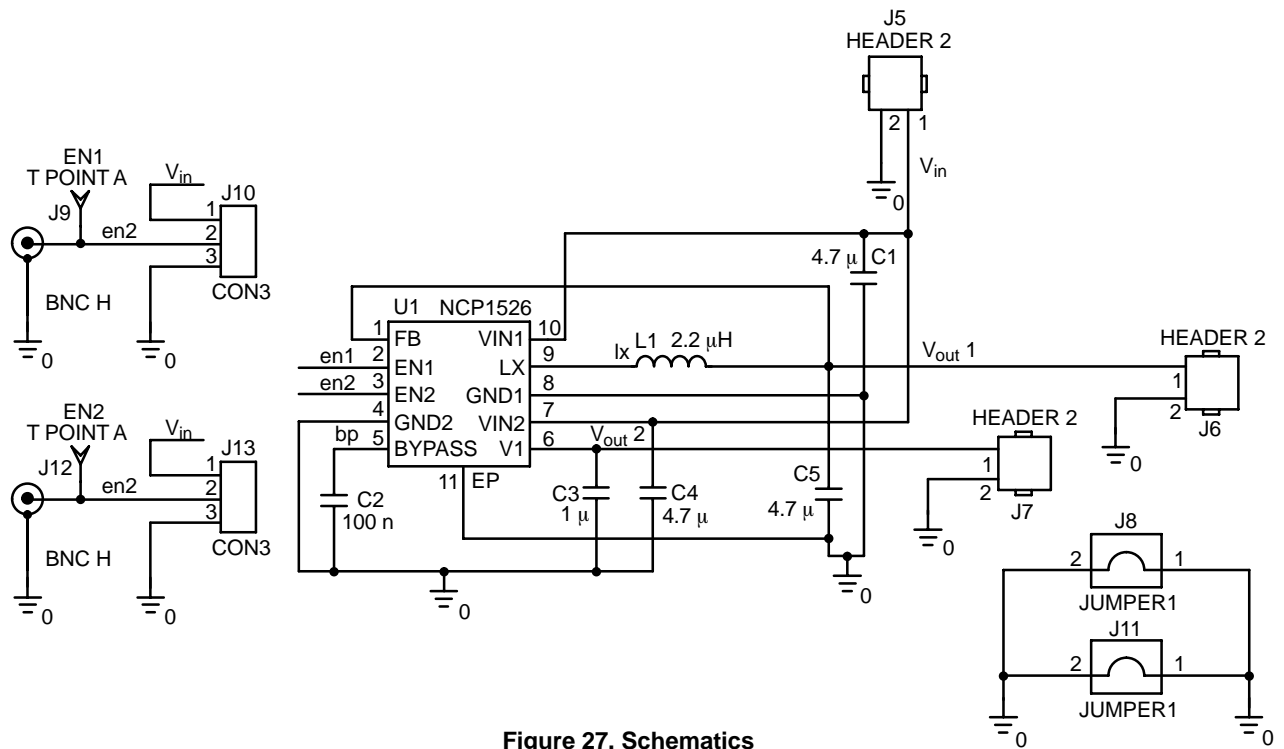 J5
HEADER 2
2 1
V_in
0
EN1
T POINT A
J9
en2
V_in
J10
1
2
3
CON3
BNC H
0
0
EN2
T POINT A
J12
en2
V_in
J13
1
2
3
CON3
BNC H
0
0
U1 NCP1526
1 FB VIN1 10
en1 2 EN1 LX 9
en2 3 EN2 GND1 8
4 GND2 VIN2 7
bp 5 BYPASS V1 6
11 EP
lx L1 2.2 μH
4.7 μ C1
V_out 1
V_out 2
C2
100 n
C3
1 μ
C4
4.7 μ
C5
4.7 μ
0
0
HEADER 2
1
2
J6
0
HEADER 2
1
2
J7
0
J8
2 1
JUMPER1
J11
2 1
JUMPER1
0
0
Figure 27. Schematics